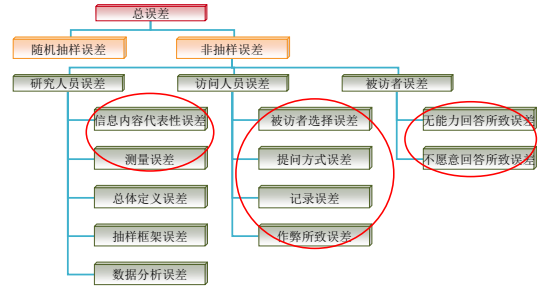 总误差
随机抽样误差
非抽样误差
研究人员误差
访问人员误差
被访者误差
信息内容代表性误差
被访者选择误差
无能力回答所致误差
测量误差
提问方式误差
不愿意回答所致误差
总体定义误差
记录误差
抽样框架误差
作弊所致误差
数据分析误差